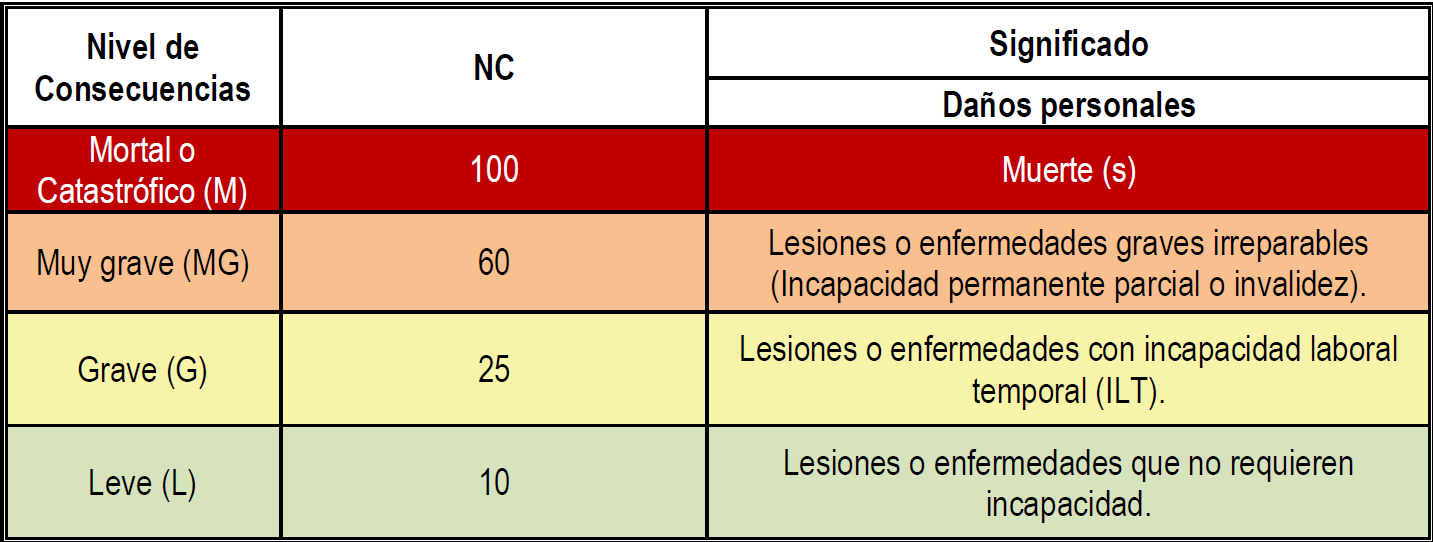 Nivel de
Consecuencias
NC
Significado
Daños personales
Mortal o
Catastrófico (M)
100
Muerte (s)
Muy grave (MG)
60
Lesiones o enfermedades graves irreparables
(Incapacidad permanente parcial o invalidez).
Grave (G)
25
Lesiones o enfermedades con incapacidad laboral
temporal (ILT).
Leve (L)
10
Lesiones o enfermedades que no requieren
incapacidad.